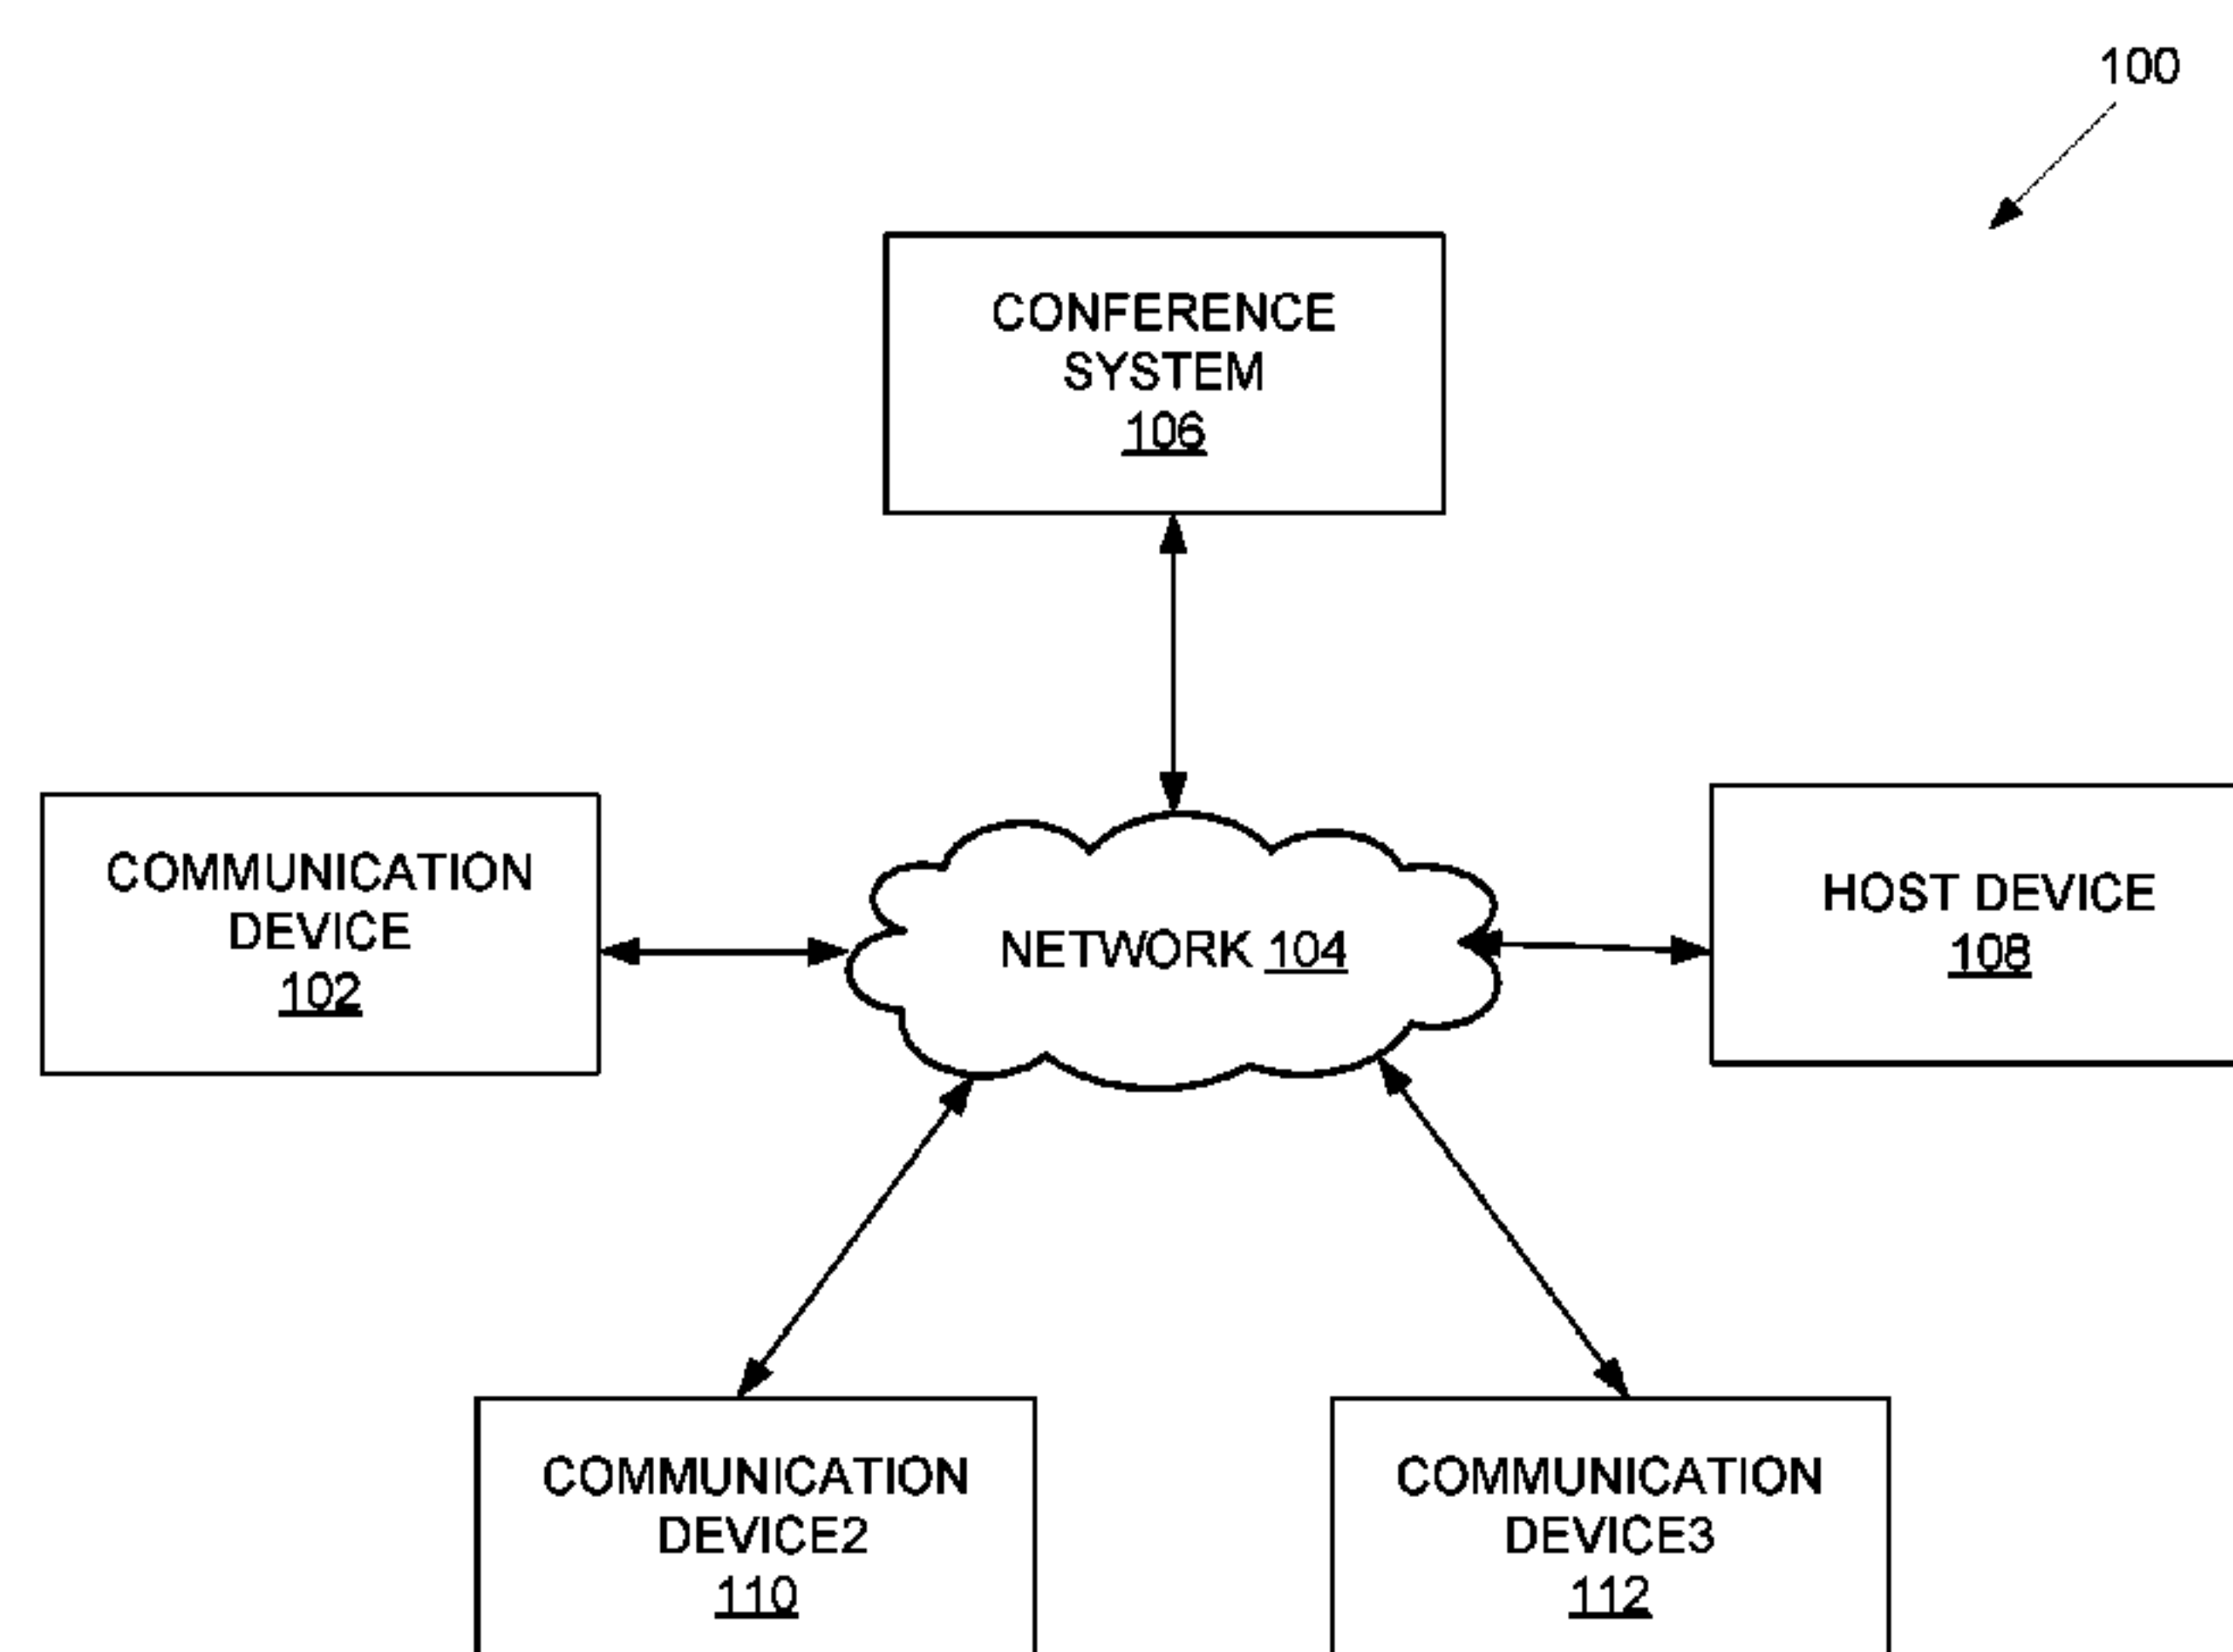 100
CONFERENCE
SYSTEM
106
COMMUNICATION
DEVICE
102
NETWORK 104
HOST DEVICE
108
COMMUNICATION
DEVICE2
110
COMMUNICATION
DEVICE3
112